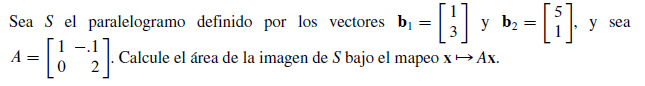 Sea S el paralelogramo definido por los vectores b₁ = [1 3] y b₂ = [5 1], y sea
A = [1 -.1 0 2]. Calcule el área de la imagen de S bajo el mapeo x ↦ Ax.